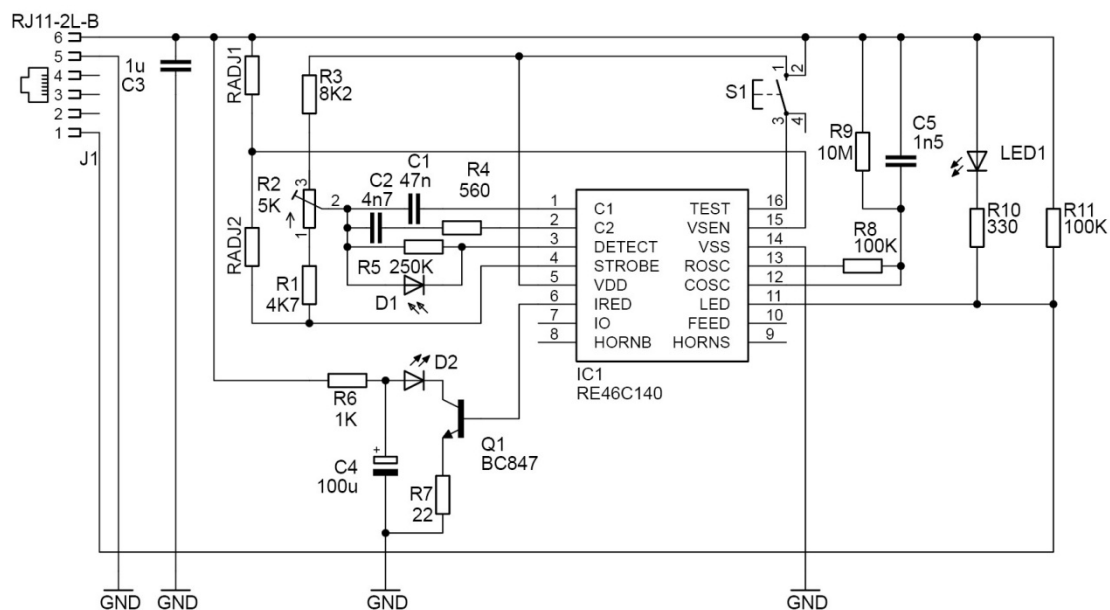 RJ11-2L-B
6
5
4
3
2
1
J1
1u
C3
RADJ1
RADJ2
R3
8K2
R2
5K
3
2
1
R1
4K7
C1
47n
C2
4n7
R4
560
R5
250K
D1
1
2
3
4
5
6
7
8
C1
C2
DETECT
STROBE
VDD
IRED
IO
HORNB
TEST
VSEN
VSS
ROSC
COSC
LED
FEED
HORNS
16
15
14
13
12
11
10
9
IC1
RE46C140
S1
1
2
3
4
R9
10M
C5
1n5
R8
100K
LED1
R10
330
R11
100K
R6
1K
D2
C4
100u
+
Q1
BC847
R7
22
GND
GND
GND
GND